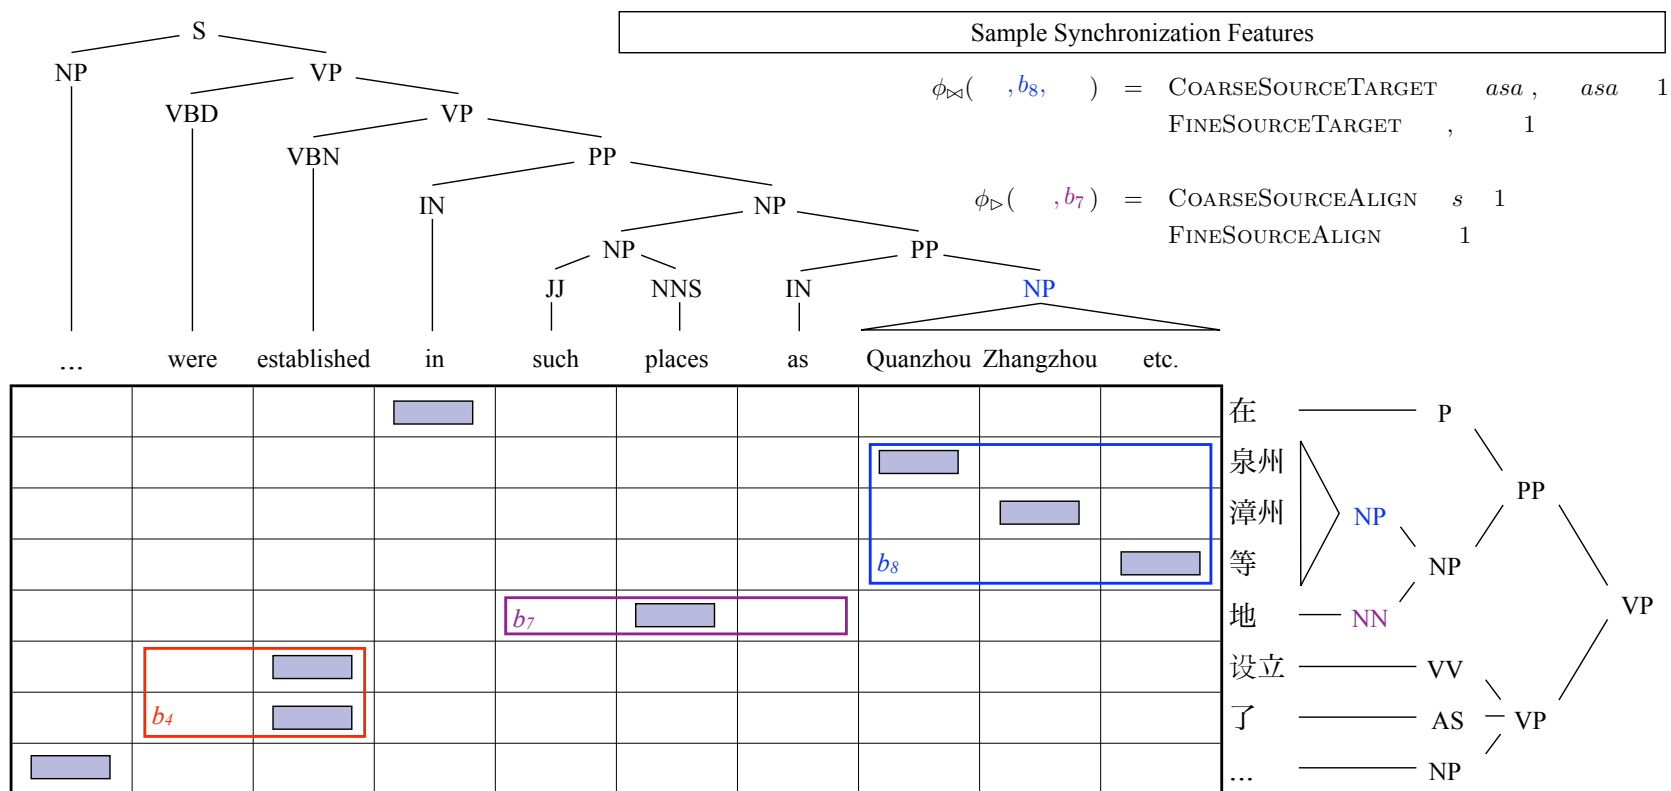 Sample Synchronization Features
S
NP VP
VBD VP
VBN PP
IN NP
NP PP
JJ NNS IN NP
... were established in such places as Quanzhou Zhangzhou etc.
ϕ⋈( , b8, ) = COARSESOURCETARGET asa , asa 1
FINESOURCETARGET , 1
ϕ▷( , b7) = COARSESOURCEALIGN s 1
FINESOURCEALIGN 1
在 P
泉州
PP
漳州 NP
b8 等 NP
VP
b7 地 NN
设立 VV
b4 了 AS VP
... NP